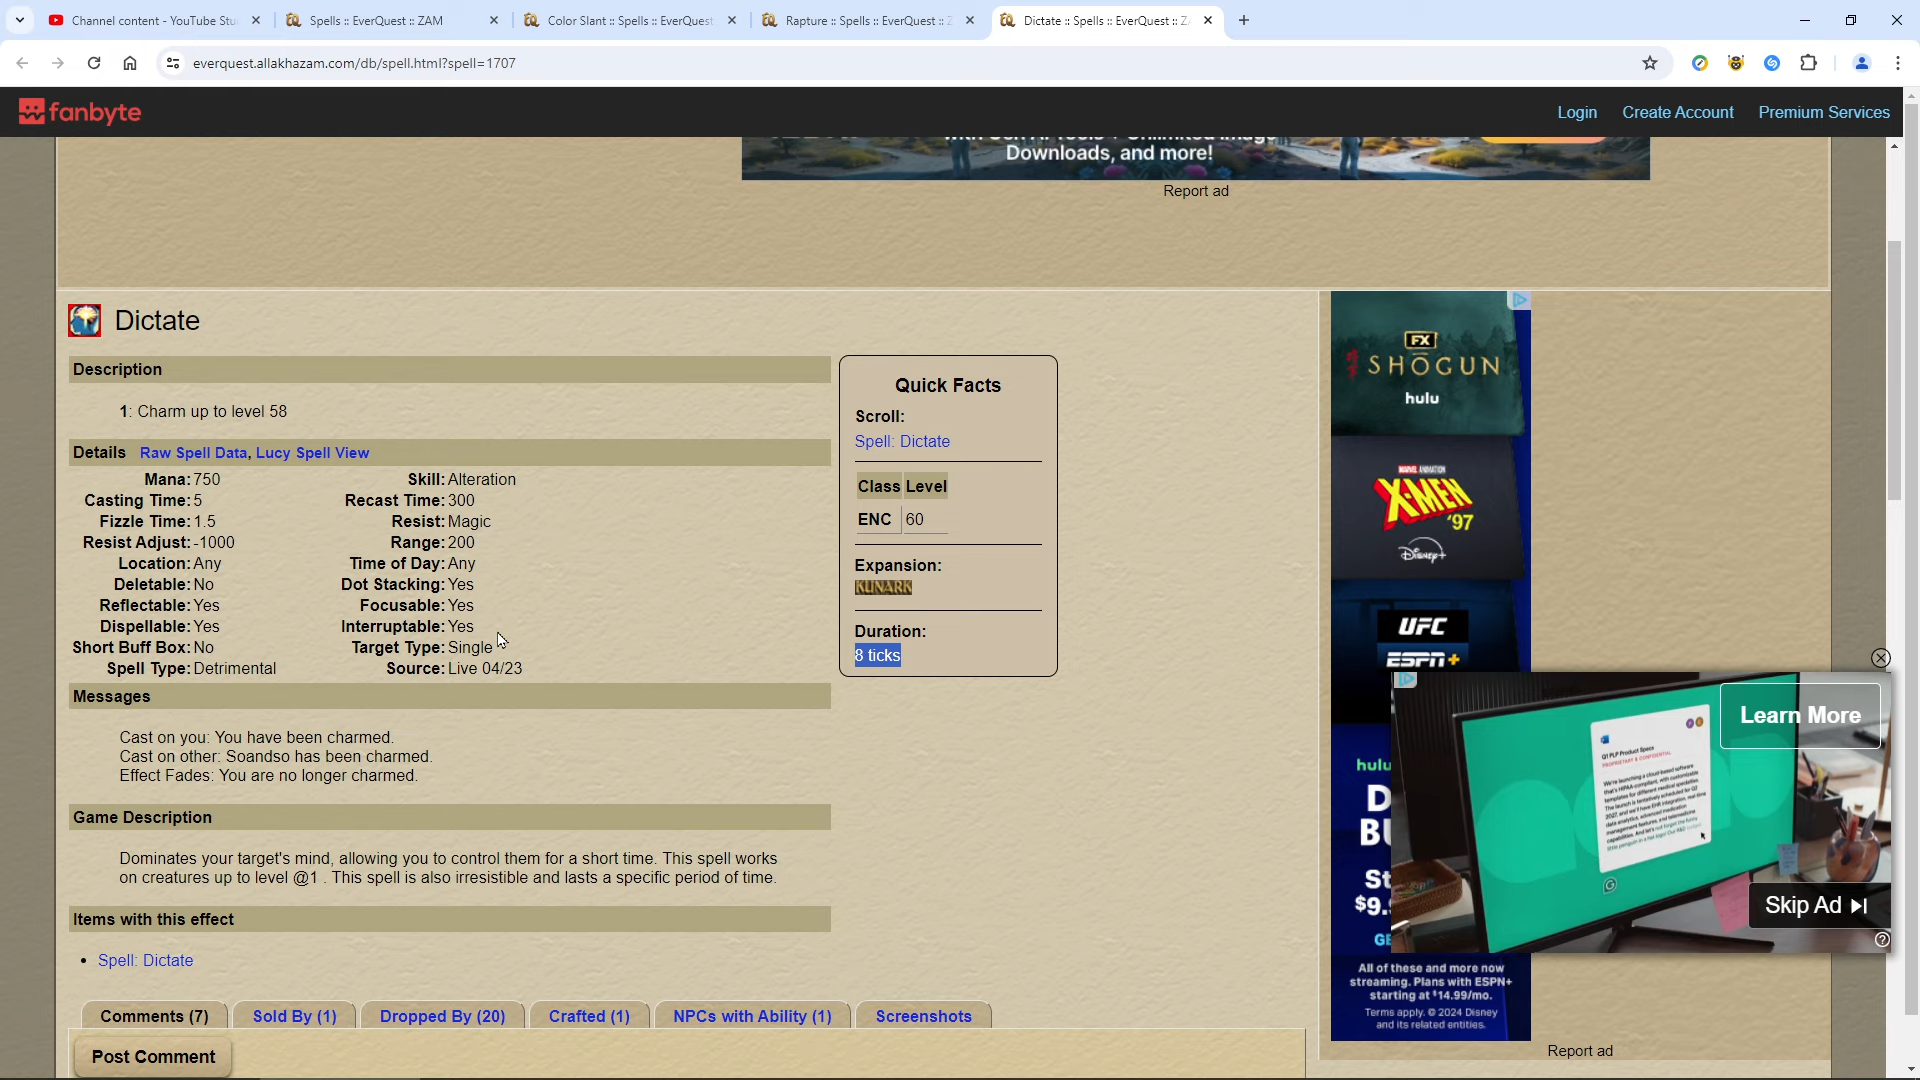 Channel content - YouTube Stu
Spells :: EverQuest :: ZAM
Color Slant :: Spells :: EverQuest
Rapture :: Spells :: EverQuest :: Z
Dictate :: Spells :: EverQuest :: Z
everquest.allakhazam.com/db/spell.html?spell=1707
fanbyte
Login Create Account Premium Services
Downloads, and more!
Report ad
Dictate
Description
1: Charm up to level 58
Details Raw Spell Data, Lucy Spell View
Mana: 750 Skill: Alteration
Casting Time: 5 Recast Time: 300
Fizzle Time: 1.5 Resist: Magic
Resist Adjust: -1000 Range: 200
Location: Any Time of Day: Any
Deletable: No Dot Stacking: Yes
Reflectable: Yes Focusable: Yes
Dispellable: Yes Interruptable: Yes
Short Buff Box: No Target Type: Single
Spell Type: Detrimental Source: Live 04/23
Messages
Cast on you: You have been charmed.
Cast on other: Soandso has been charmed.
Effect Fades: You are no longer charmed.
Game Description
Dominates your target's mind, allowing you to control them for a short time. This spell works
on creatures up to level @1 . This spell is also irresistible and lasts a specific period of time.
Items with this effect
• Spell: Dictate
Comments (7) Sold By (1) Dropped By (20) Crafted (1) NPCs with Ability (1) Screenshots
Post Comment
Quick Facts
Scroll:
Spell: Dictate
Class Level
ENC 60
Expansion:
KUNARK
Duration:
8 ticks
FX
SHŌGUN
hulu
MARVEL ANIMATION
X-MEN
'97
Disney+
UFC
ESPN+
hulu
D
BU
St
$9.
GE
All of these and more now
streaming. Plans with ESPN+
starting at $14.99/mo.
Terms apply. © 2024 Disney
and its related entities.
Report ad
Learn More
Q1 PLP Product Specs
Skip Ad